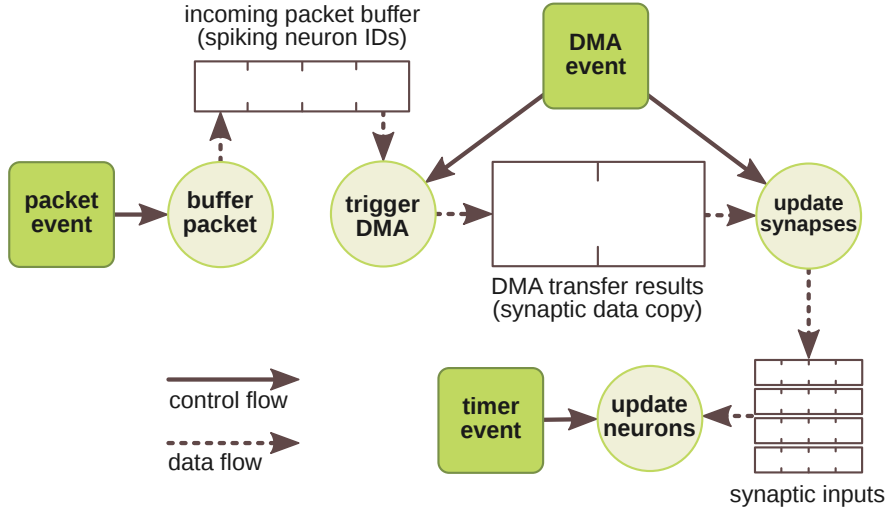 incoming packet buffer
(spiking neuron IDs)
DMA
event
packet
event
buffer
packet
trigger
DMA
update
synapses
DMA transfer results
(synaptic data copy)
control flow
data flow
timer
event
update
neurons
synaptic inputs